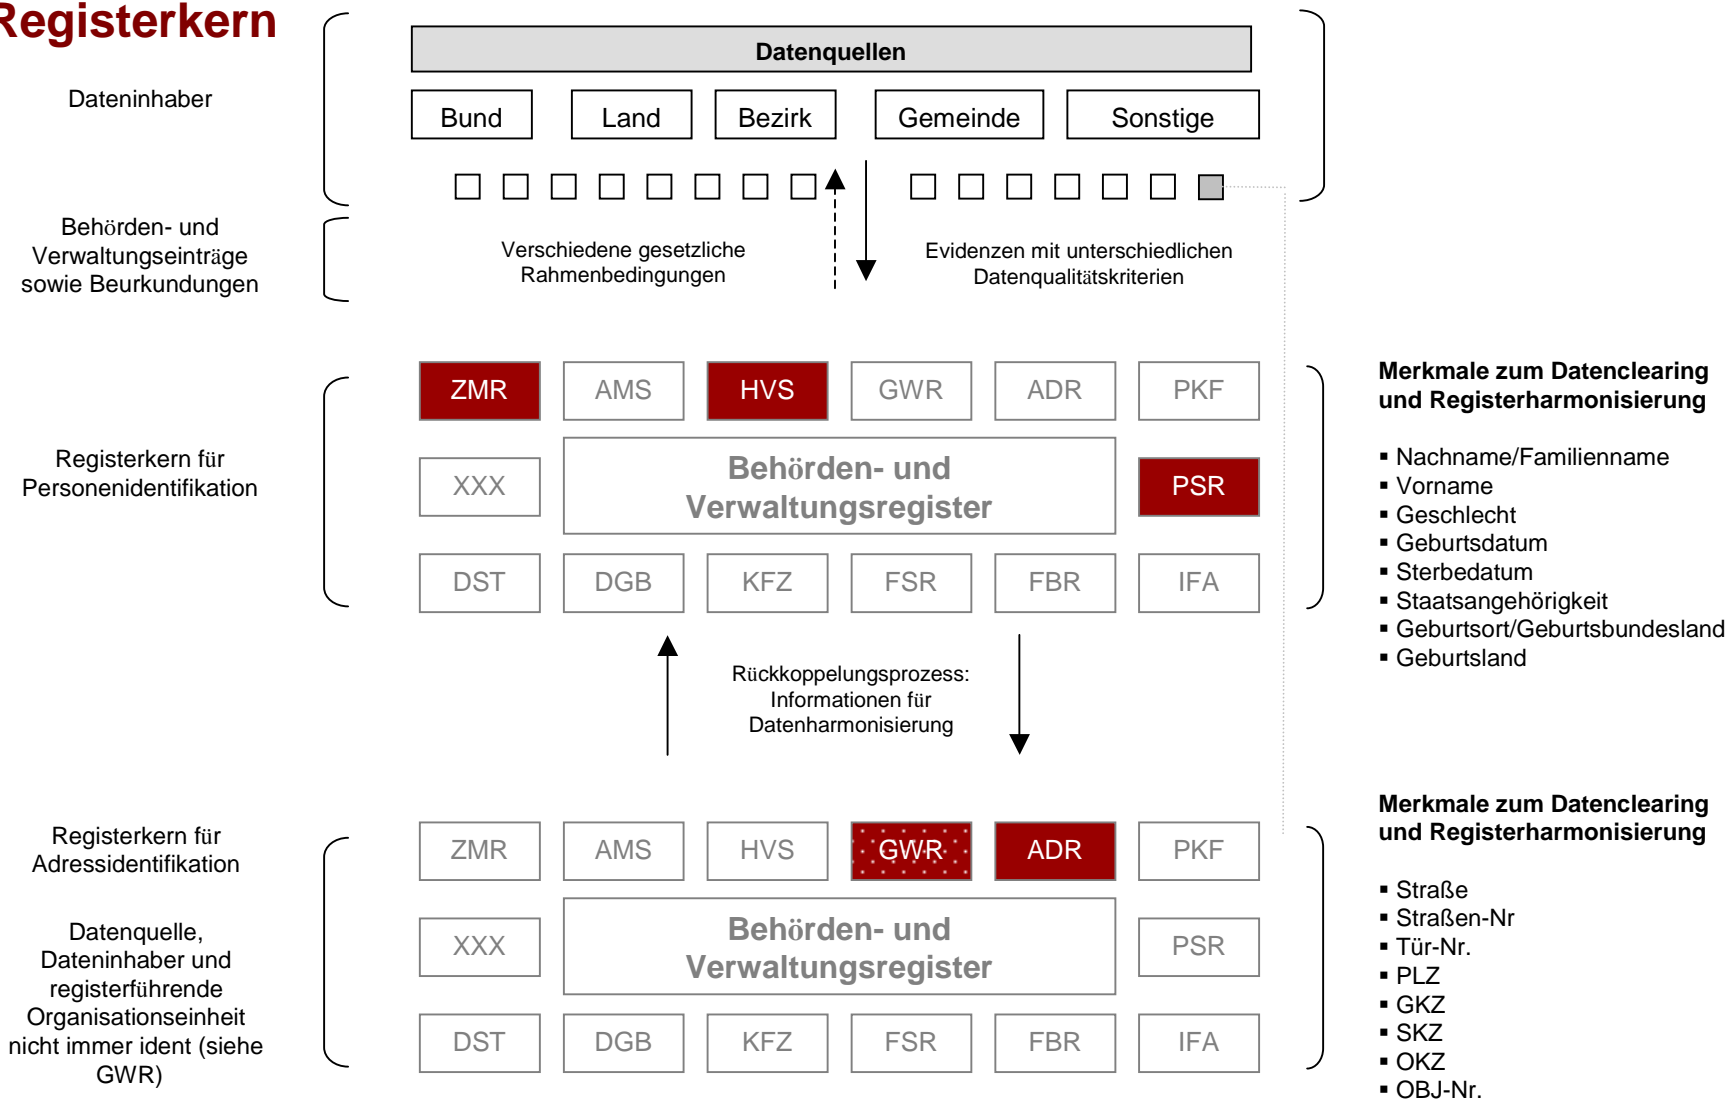 Registerkern
Datenquellen
Dateninhaber
Bund
Land
Bezirk
Gemeinde
Sonstige
Behörden- und
Verwaltungseinträge
sowie Beurkundungen
Verschiedene gesetzliche
Rahmenbedingungen
Evidenzen mit unterschiedlichen
Datenqualitätskriterien
Registerkern für
Personenidentifikation
ZMR
AMS
HVS
GWR
ADR
PKF
XXX
Behörden- und
Verwaltungsregister
PSR
DST
DGB
KFZ
FSR
FBR
IFA
Merkmale zum Datenclearing
und Registerharmonisierung
▪ Nachname/Familienname
▪ Vorname
▪ Geschlecht
▪ Geburtsdatum
▪ Sterbedatum
▪ Staatsangehörigkeit
▪ Geburtsort/Geburtsbundesland
▪ Geburtsland
Rückkoppelungsprozess:
Informationen für
Datenharmonisierung
Registerkern für
Adressidentifikation
Datenquelle,
Dateninhaber und
registerführende
Organisationseinheit
nicht immer ident (siehe
GWR)
ZMR
AMS
HVS
GWR
ADR
PKF
XXX
Behörden- und
Verwaltungsregister
PSR
DST
DGB
KFZ
FSR
FBR
IFA
Merkmale zum Datenclearing
und Registerharmonisierung
▪ Straße
▪ Straßen-Nr
▪ Tür-Nr.
▪ PLZ
▪ GKZ
▪ SKZ
▪ OKZ
▪ OBJ-Nr.